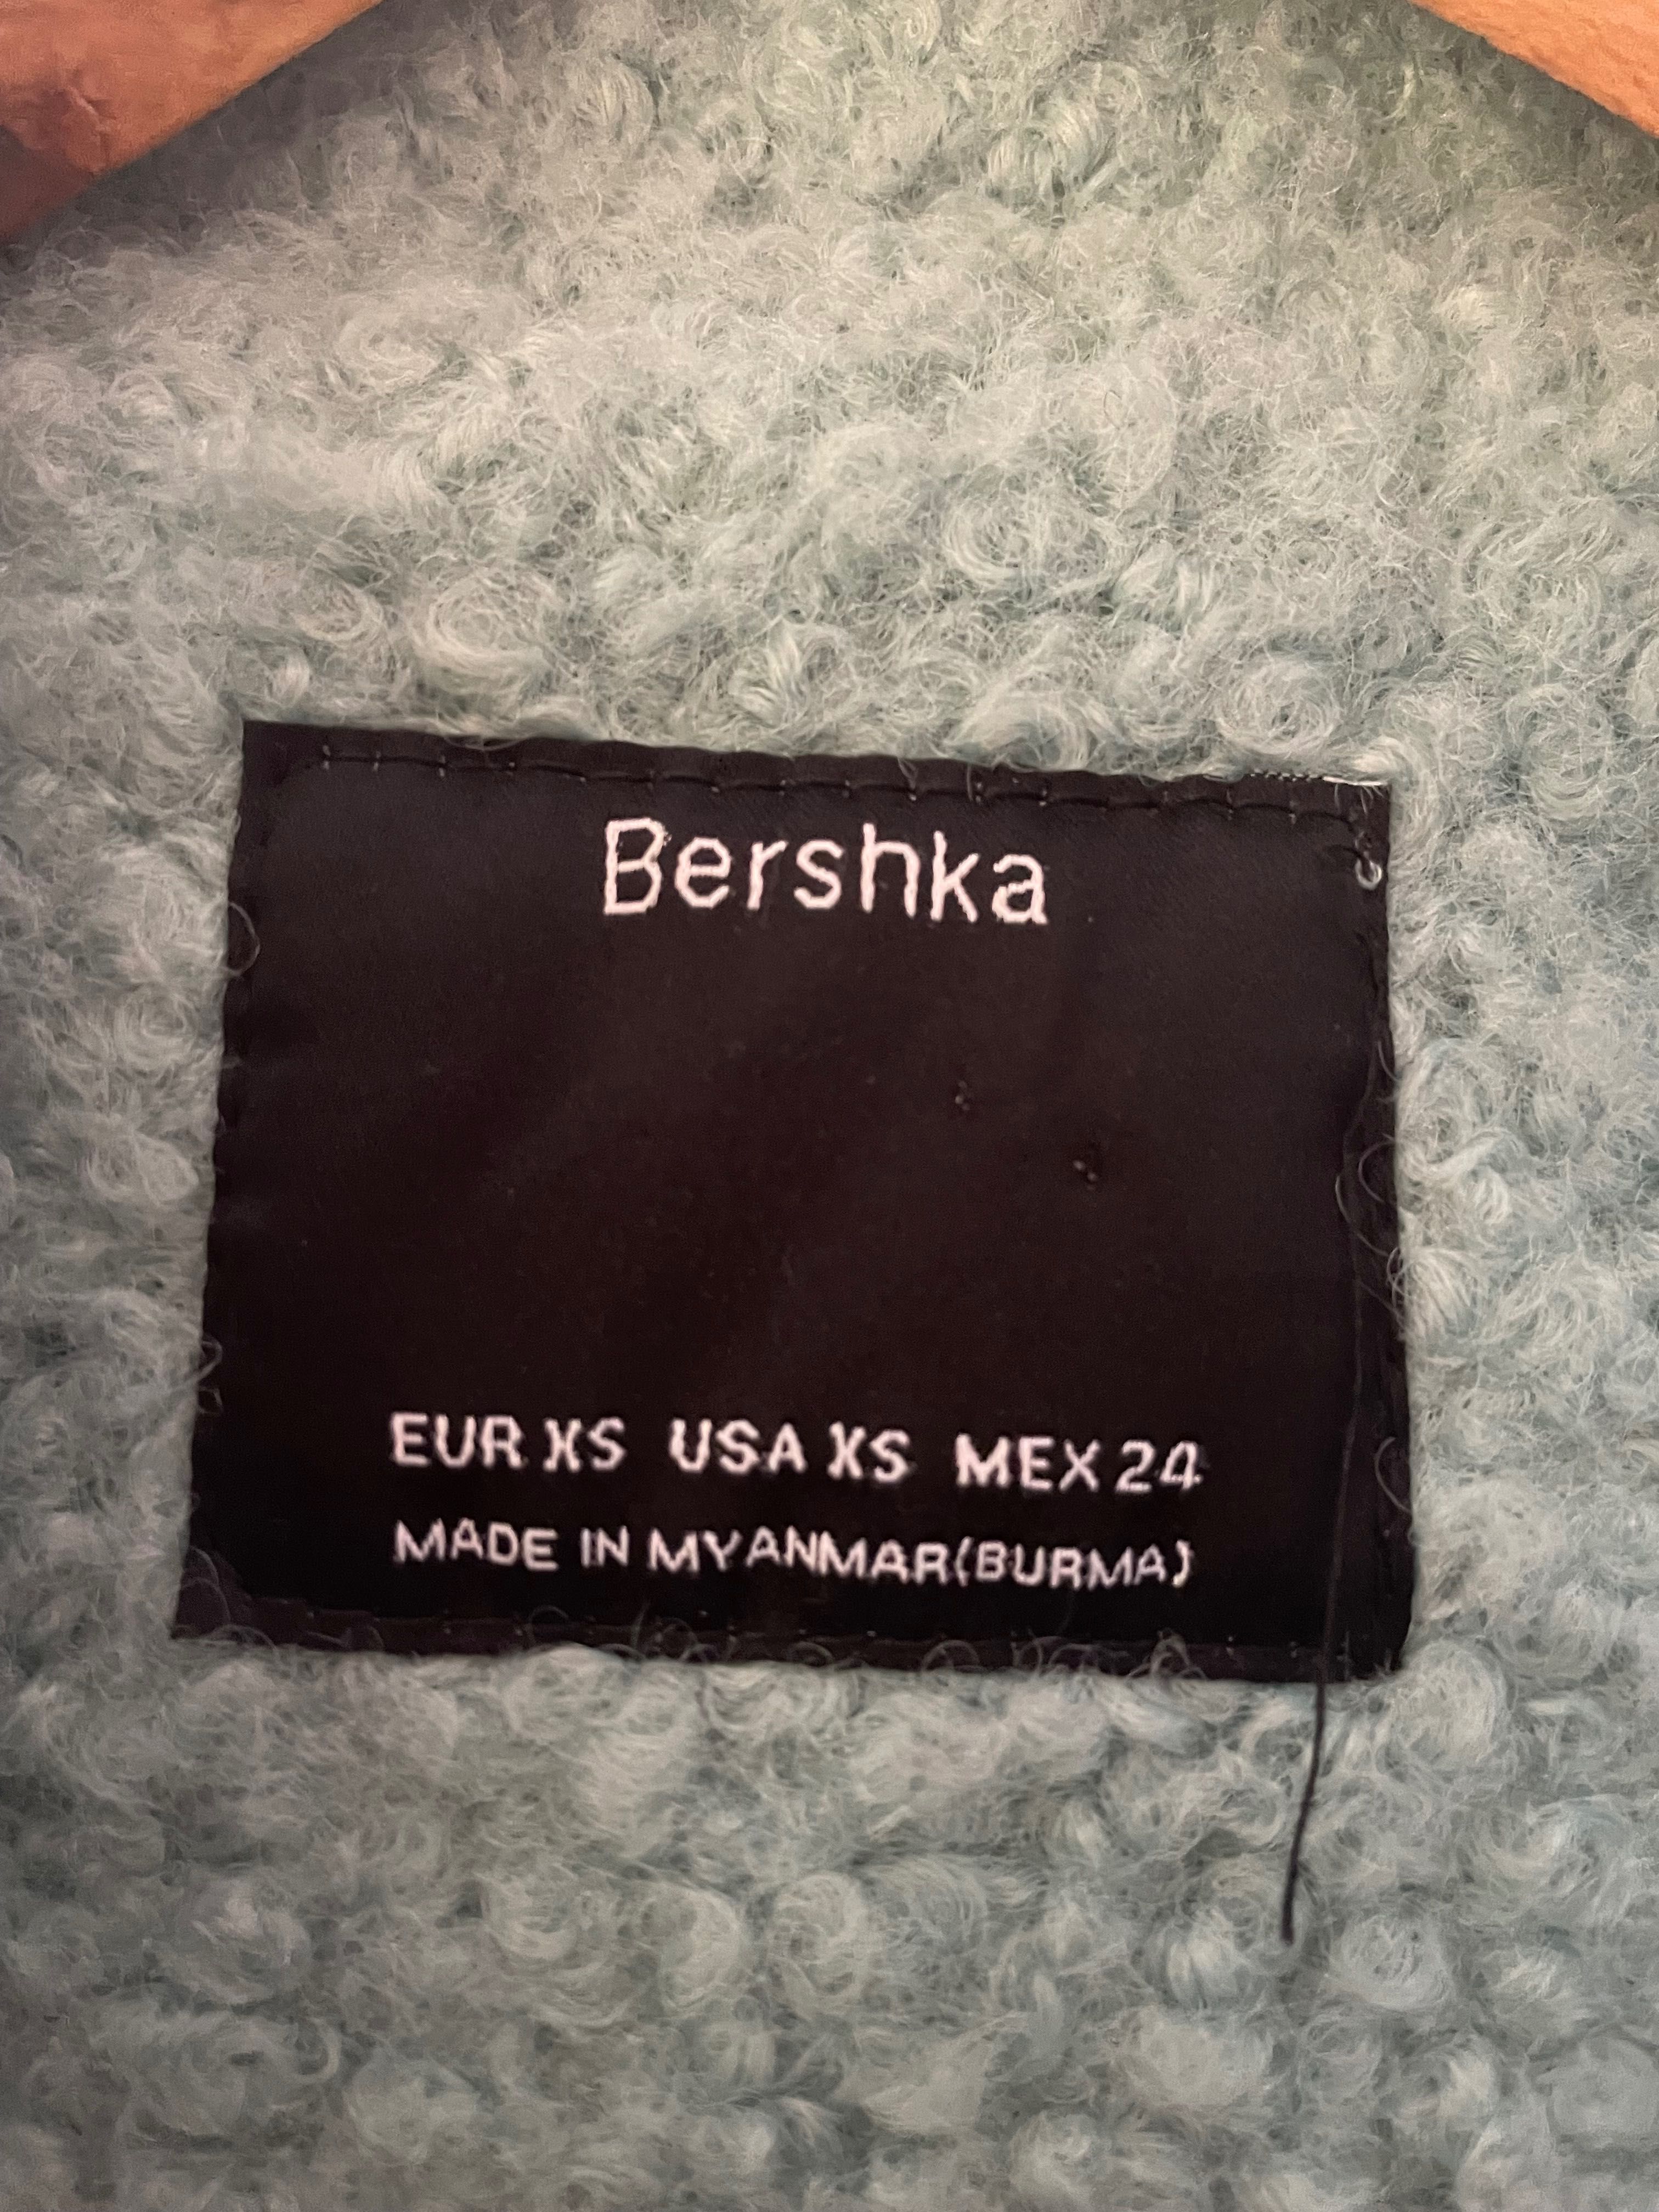 Bershka
EUR XS USA XS MEX 24
MADE IN MYANMAR(BURMA)